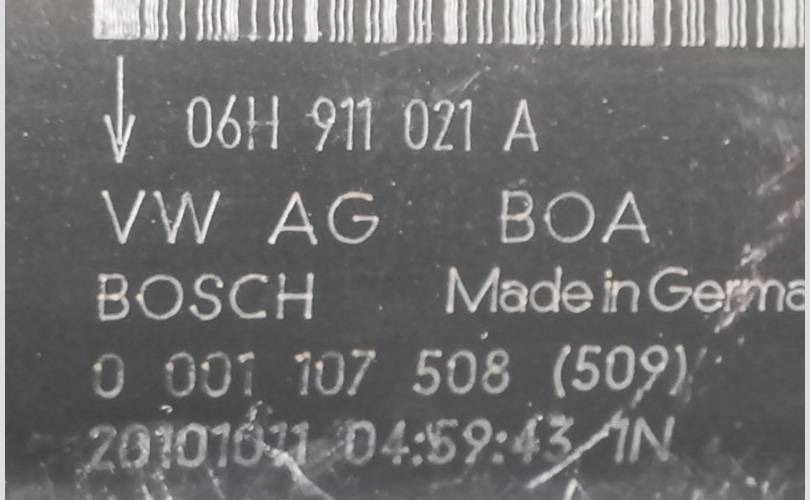 06H 911 021 A
VW AG BOA
BOSCH Made in Germa
0 001 107 508 (509)
20101011 04:59:43 1N